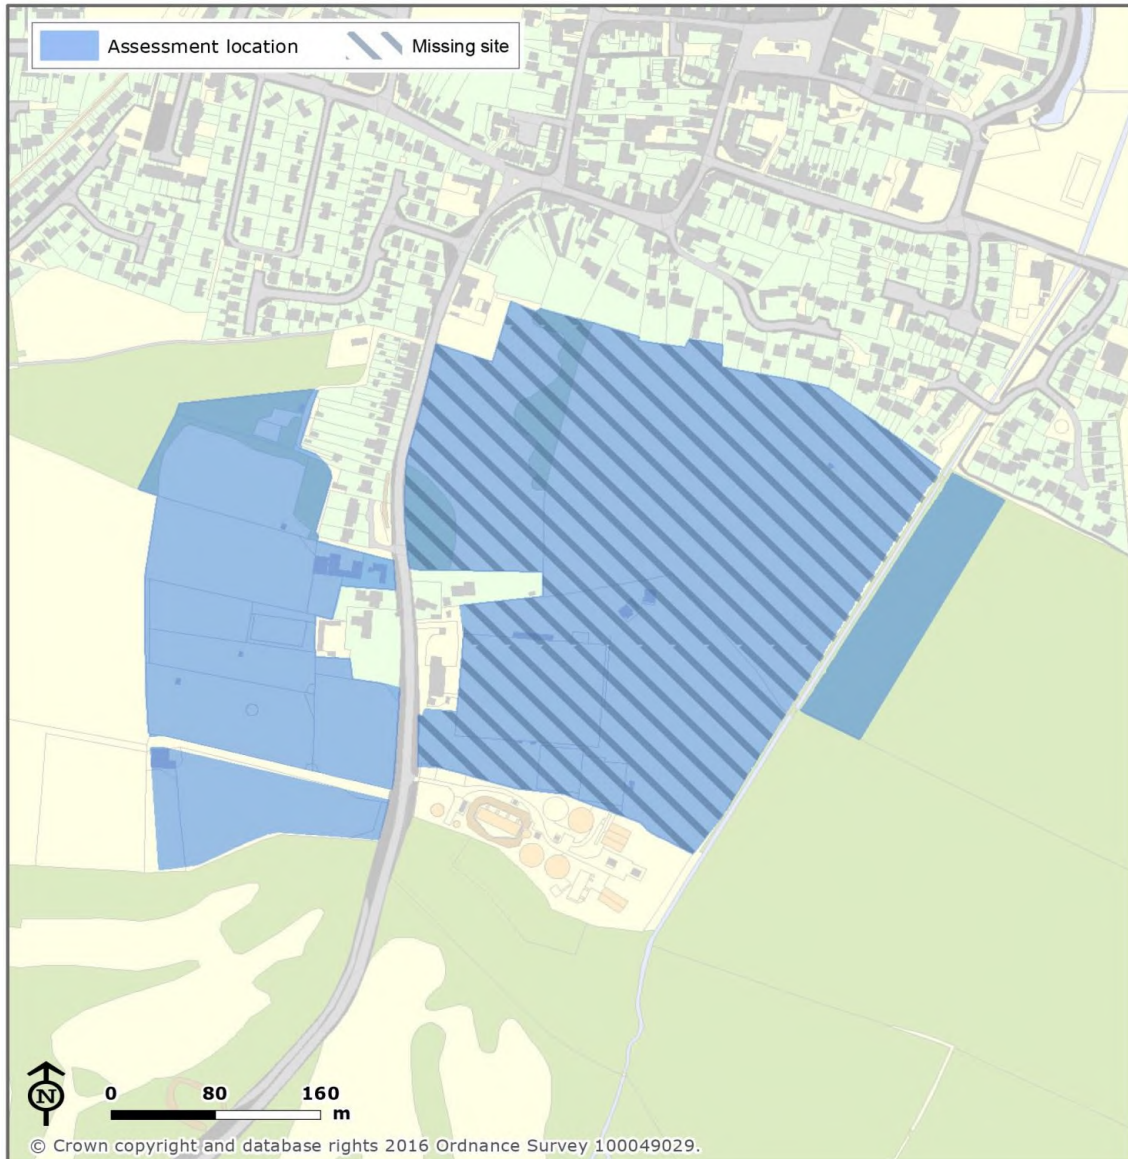 Assessment location
Missing site
N
0 80 160
m
© Crown copyright and database rights 2016 Ordnance Survey 100049029.